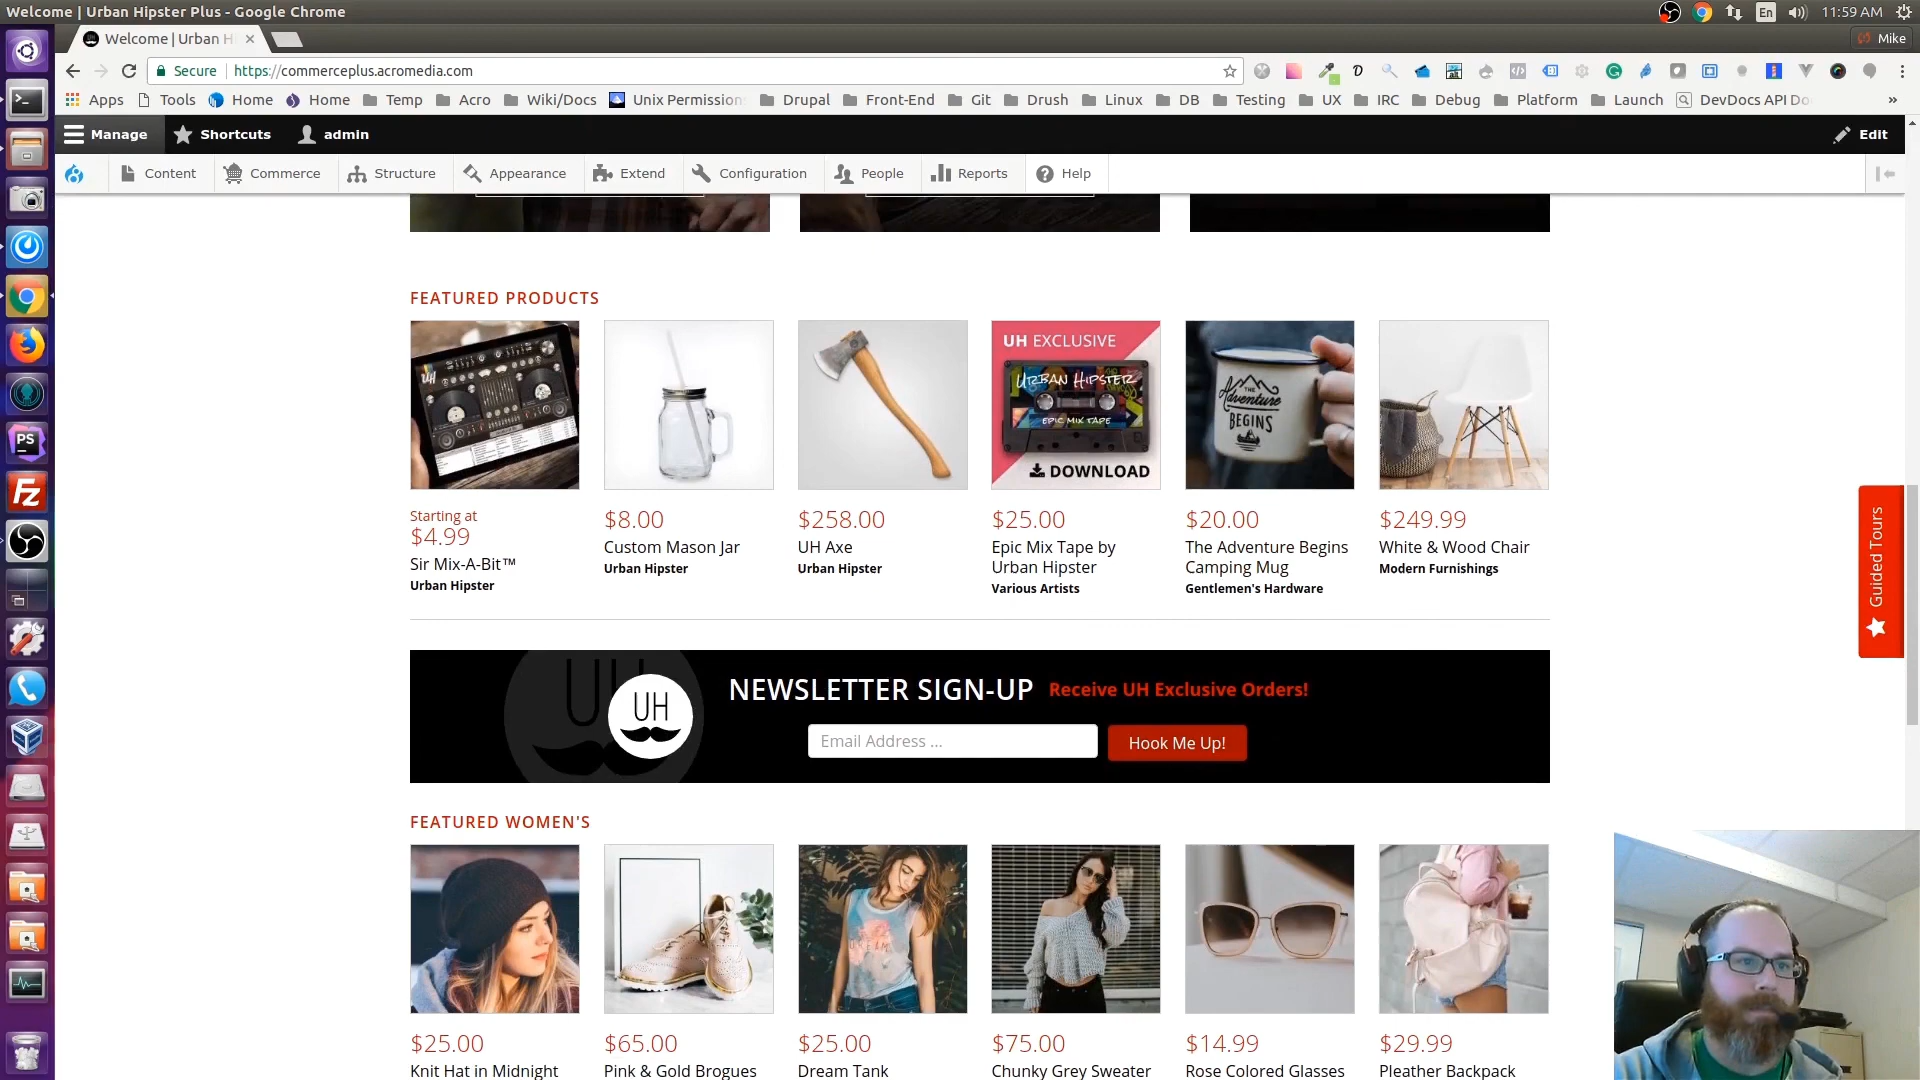 Welcome | Urban Hipster Plus - Google Chrome
En
11:59 AM
Welcome | Urban H
Mike
Secure
https://commerceplus.acromedia.com
Apps
Tools
Home
Home
Temp
Acro
Wiki/Docs
Unix Permission
Drupal
Front-End
Git
Drush
Linux
DB
Testing
UX
IRC
Debug
Platform
Launch
DevDocs API Do
»
Manage
Shortcuts
admin
Edit
Content
Commerce
Structure
Appearance
Extend
Configuration
People
Reports
Help
FEATURED PRODUCTS
UH
UH EXCLUSIVE
URBAN HIPSTER
EPIC MIX TAPE
DOWNLOAD
THE
Adventure
BEGINS
Starting at
$4.99
Sir Mix-A-Bit™
Urban Hipster
$8.00
Custom Mason Jar
Urban Hipster
$258.00
UH Axe
Urban Hipster
$25.00
Epic Mix Tape by
Urban Hipster
Various Artists
$20.00
The Adventure Begins
Camping Mug
Gentlemen's Hardware
$249.99
White & Wood Chair
Modern Furnishings
Guided Tours
UH
UH
NEWSLETTER SIGN-UP Receive UH Exclusive Orders!
Email Address ...
Hook Me Up!
FEATURED WOMEN'S
DREAM
$25.00
Knit Hat in Midnight
$65.00
Pink & Gold Brogues
$25.00
Dream Tank
$75.00
Chunky Grey Sweater
$14.99
Rose Colored Glasses
$29.99
Pleather Backpack
PS
Fz